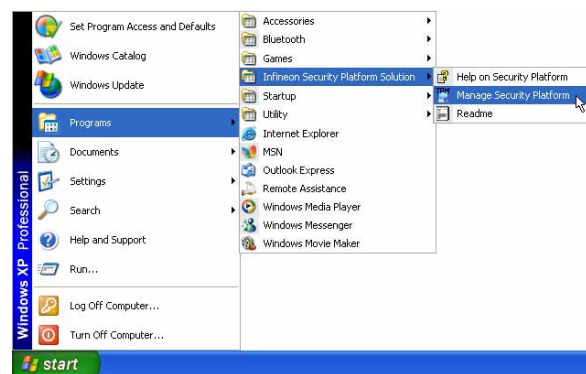 Set Program Access and Defaults
Windows Catalog
Windows Update
Programs
Documents
Settings
Search
Help and Support
Run...
Log Off Computer...
Turn Off Computer...
Windows XP Professional
start
Accessories
Bluetooth
Games
Infineon Security Platform Solution
Startup
Utility
Internet Explorer
MSN
Outlook Express
Remote Assistance
Windows Media Player
Windows Messenger
Windows Movie Maker
Help on Security Platform
TPM
Manage Security Platform
Readme